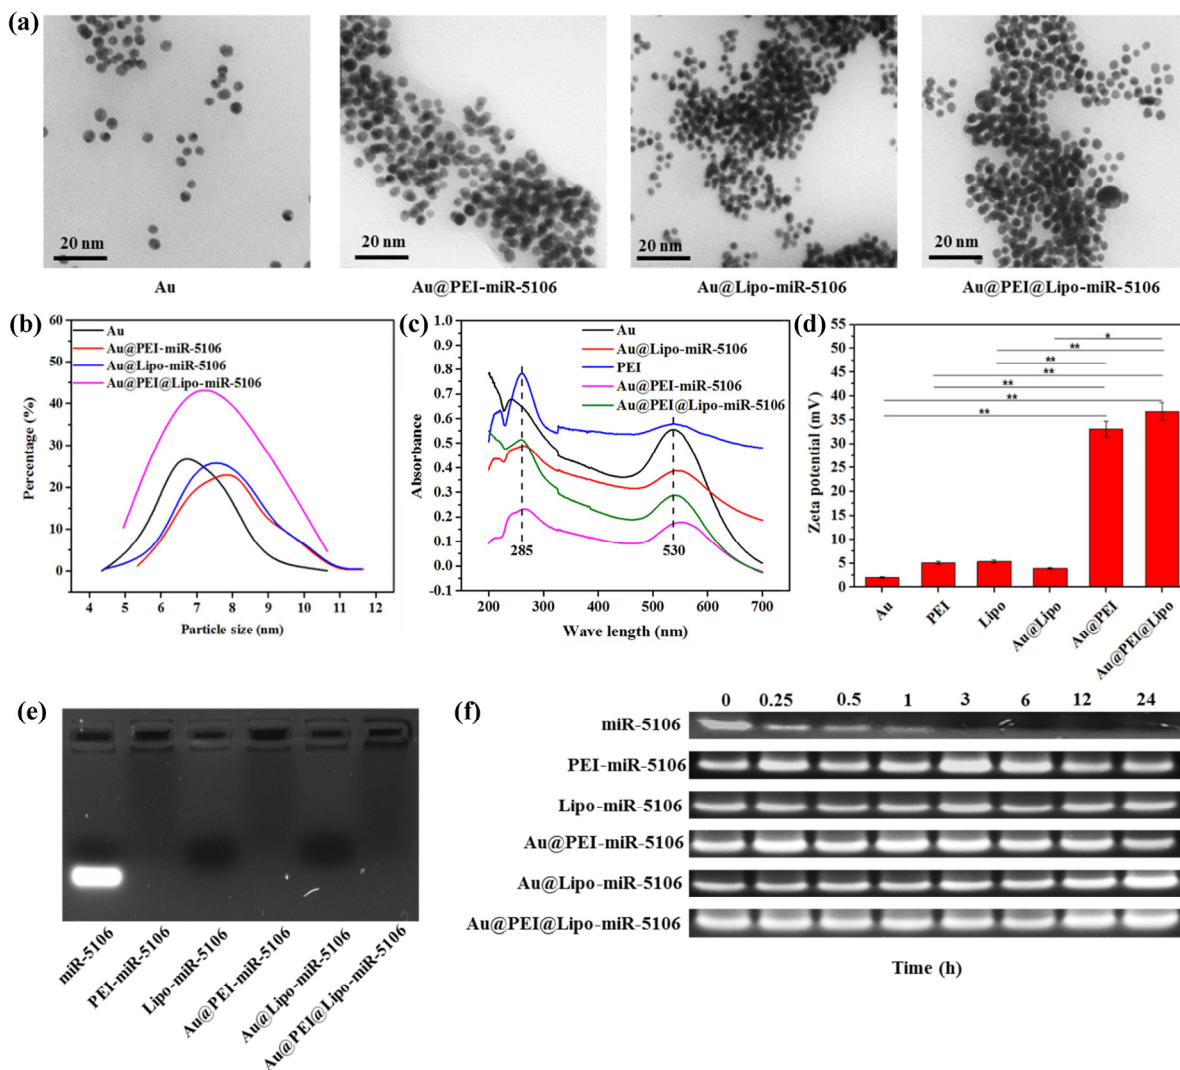 (a)
20 nm
20 nm
20 nm
20 nm
Au
Au@PEI-miR-5106
Au@Lipo-miR-5106
Au@PEI@Lipo-miR-5106
(b)
60
50
40
30
20
10
0
Percentage (%)
Au
Au@PEI-miR-5106
Au@Lipo-miR-5106
Au@PEI@Lipo-miR-5106
4 5 6 7 8 9 10 11 12
Particle size (nm)
(c)
1.0
0.9
0.8
0.7
0.6
0.5
0.4
0.3
0.2
0.1
0.0
-0.1
Absorbance
Au
Au@Lipo-miR-5106
PEI
Au@PEI-miR-5106
Au@PEI@Lipo-miR-5106
285
530
200 300 400 500 600 700
Wave length (nm)
(d)
55
50
45
40
35
30
25
20
15
10
5
0
Zeta potential (mV)
*
**
**
**
**
**
**
Au
PEI
Lipo
Au@Lipo
Au@PEI
Au@PEI@Lipo
(e)
miR-5106
PEI-miR-5106
Lipo-miR-5106
Au@PEI-miR-5106
Au@Lipo-miR-5106
Au@PEI@Lipo-miR-5106
(f)
0 0.25 0.5 1 3 6 12 24
miR-5106
PEI-miR-5106
Lipo-miR-5106
Au@PEI-miR-5106
Au@Lipo-miR-5106
Au@PEI@Lipo-miR-5106
Time (h)